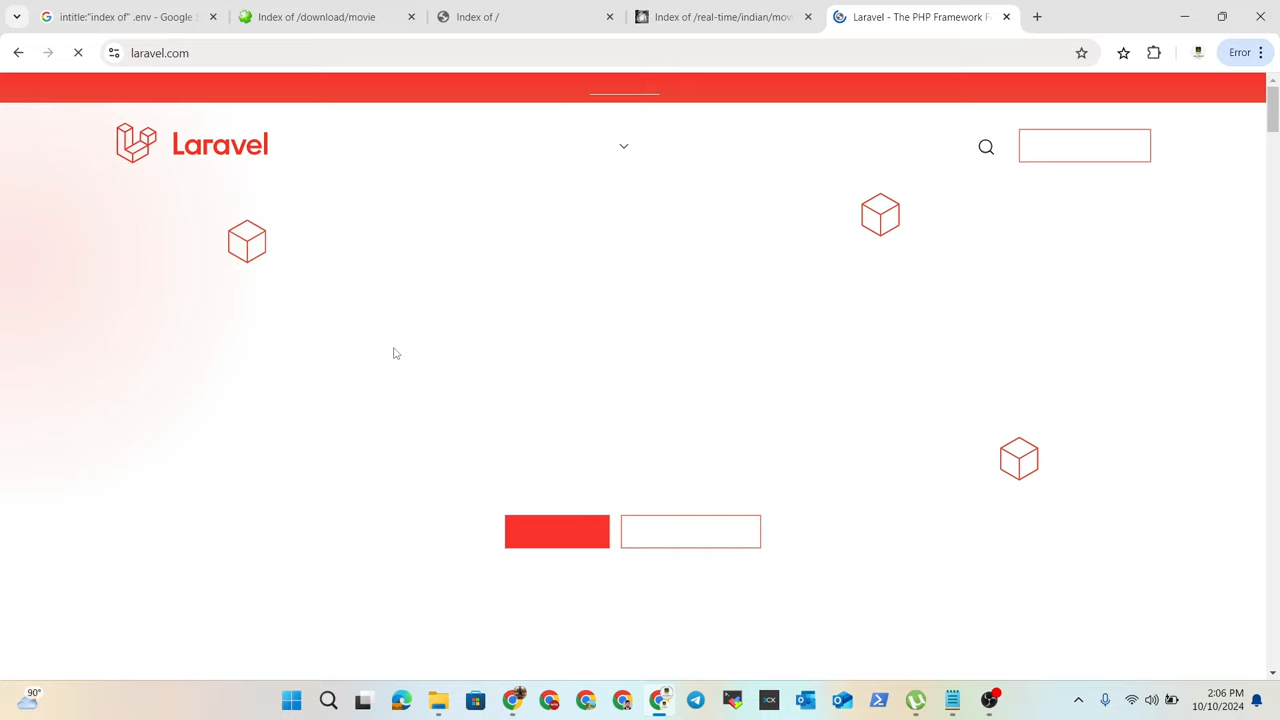 intitle:"index of" .env - Google S
Index of /download/movie
Index of /
Index of /real-time/indian/mov
Laravel - The PHP Framework F
laravel.com
Error
Laravel
90°
2:06 PM
10/10/2024